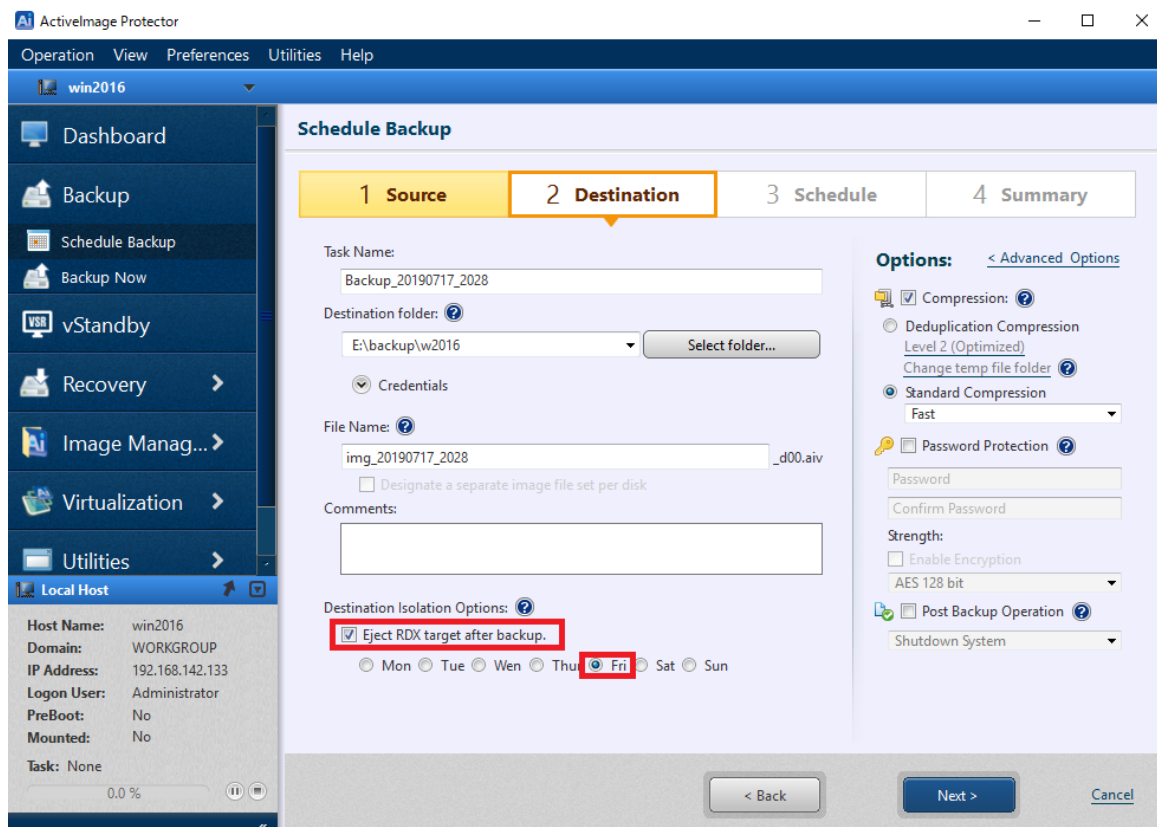 Ai ActiveImage Protector
Operation View Preferences Utilities Help
win2016
Dashboard
Backup
Schedule Backup
Backup Now
VSB vStandby
Recovery
Ai Image Manag...
Virtualization
Utilities
Local Host
Host Name: win2016
Domain: WORKGROUP
IP Address: 192.168.142.133
Logon User: Administrator
PreBoot: No
Mounted: No
Task: None
0.0 %
Schedule Backup
1 Source
2 Destination
3 Schedule
4 Summary
Task Name:
Backup_20190717_2028
Destination folder: ?
E:\backup\w2016
Select folder...
Credentials
File Name: ?
img_20190717_2028 _d00.aiv
Designate a separate image file set per disk
Comments:
Destination Isolation Options: ?
Eject RDX target after backup.
Mon Tue Wen Thu Fri Sat Sun
Options: < Advanced Options
Compression: ?
Deduplication Compression
Level 2 (Optimized)
Change temp file folder ?
Standard Compression
Fast
Password Protection ?
Password
Confirm Password
Strength:
Enable Encryption
AES 128 bit
Post Backup Operation ?
Shutdown System
< Back
Next >
Cancel